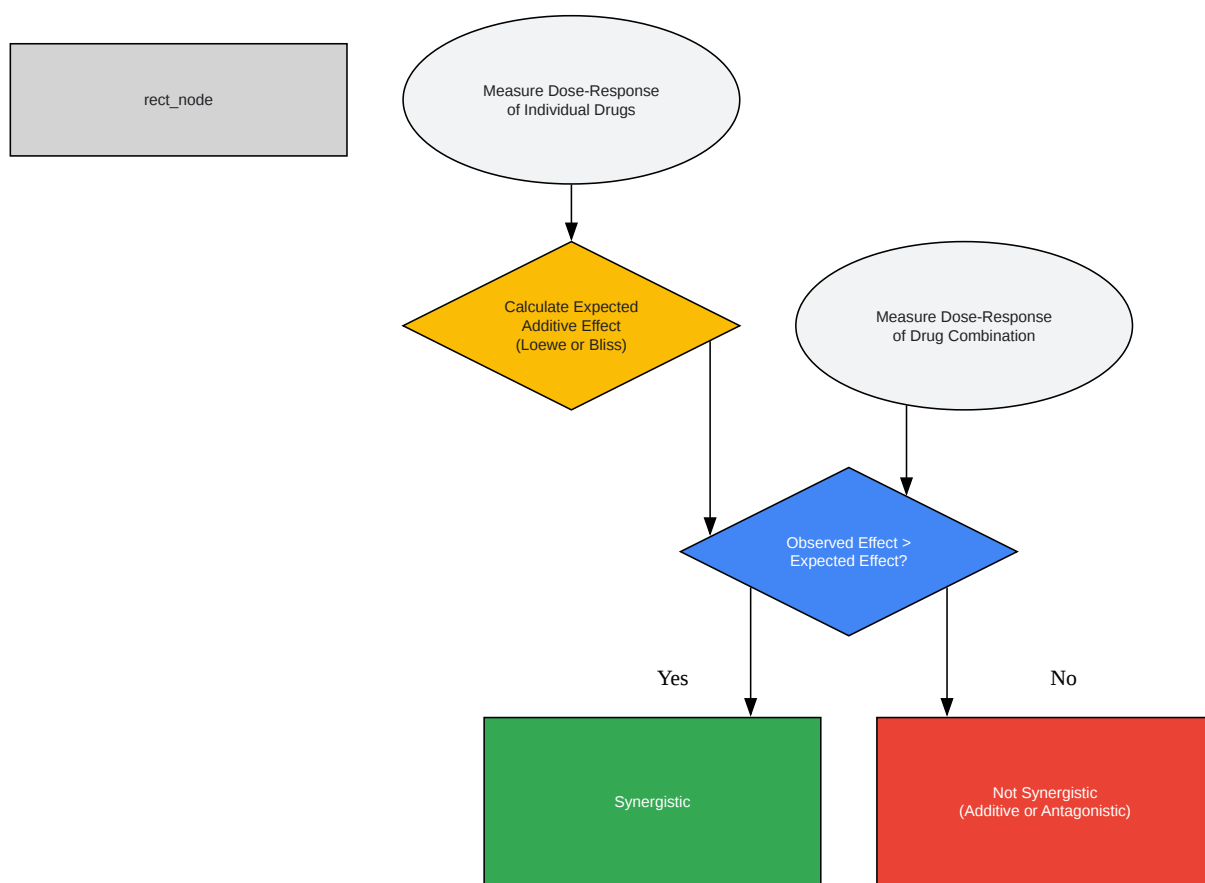 rect_node
Measure Dose-Response
of Individual Drugs
Calculate Expected
Additive Effect
(Loewe or Bliss)
Measure Dose-Response
of Drug Combination
Observed Effect >
Expected Effect?
Yes
No
Synergistic
Not Synergistic
(Additive or Antagonistic)